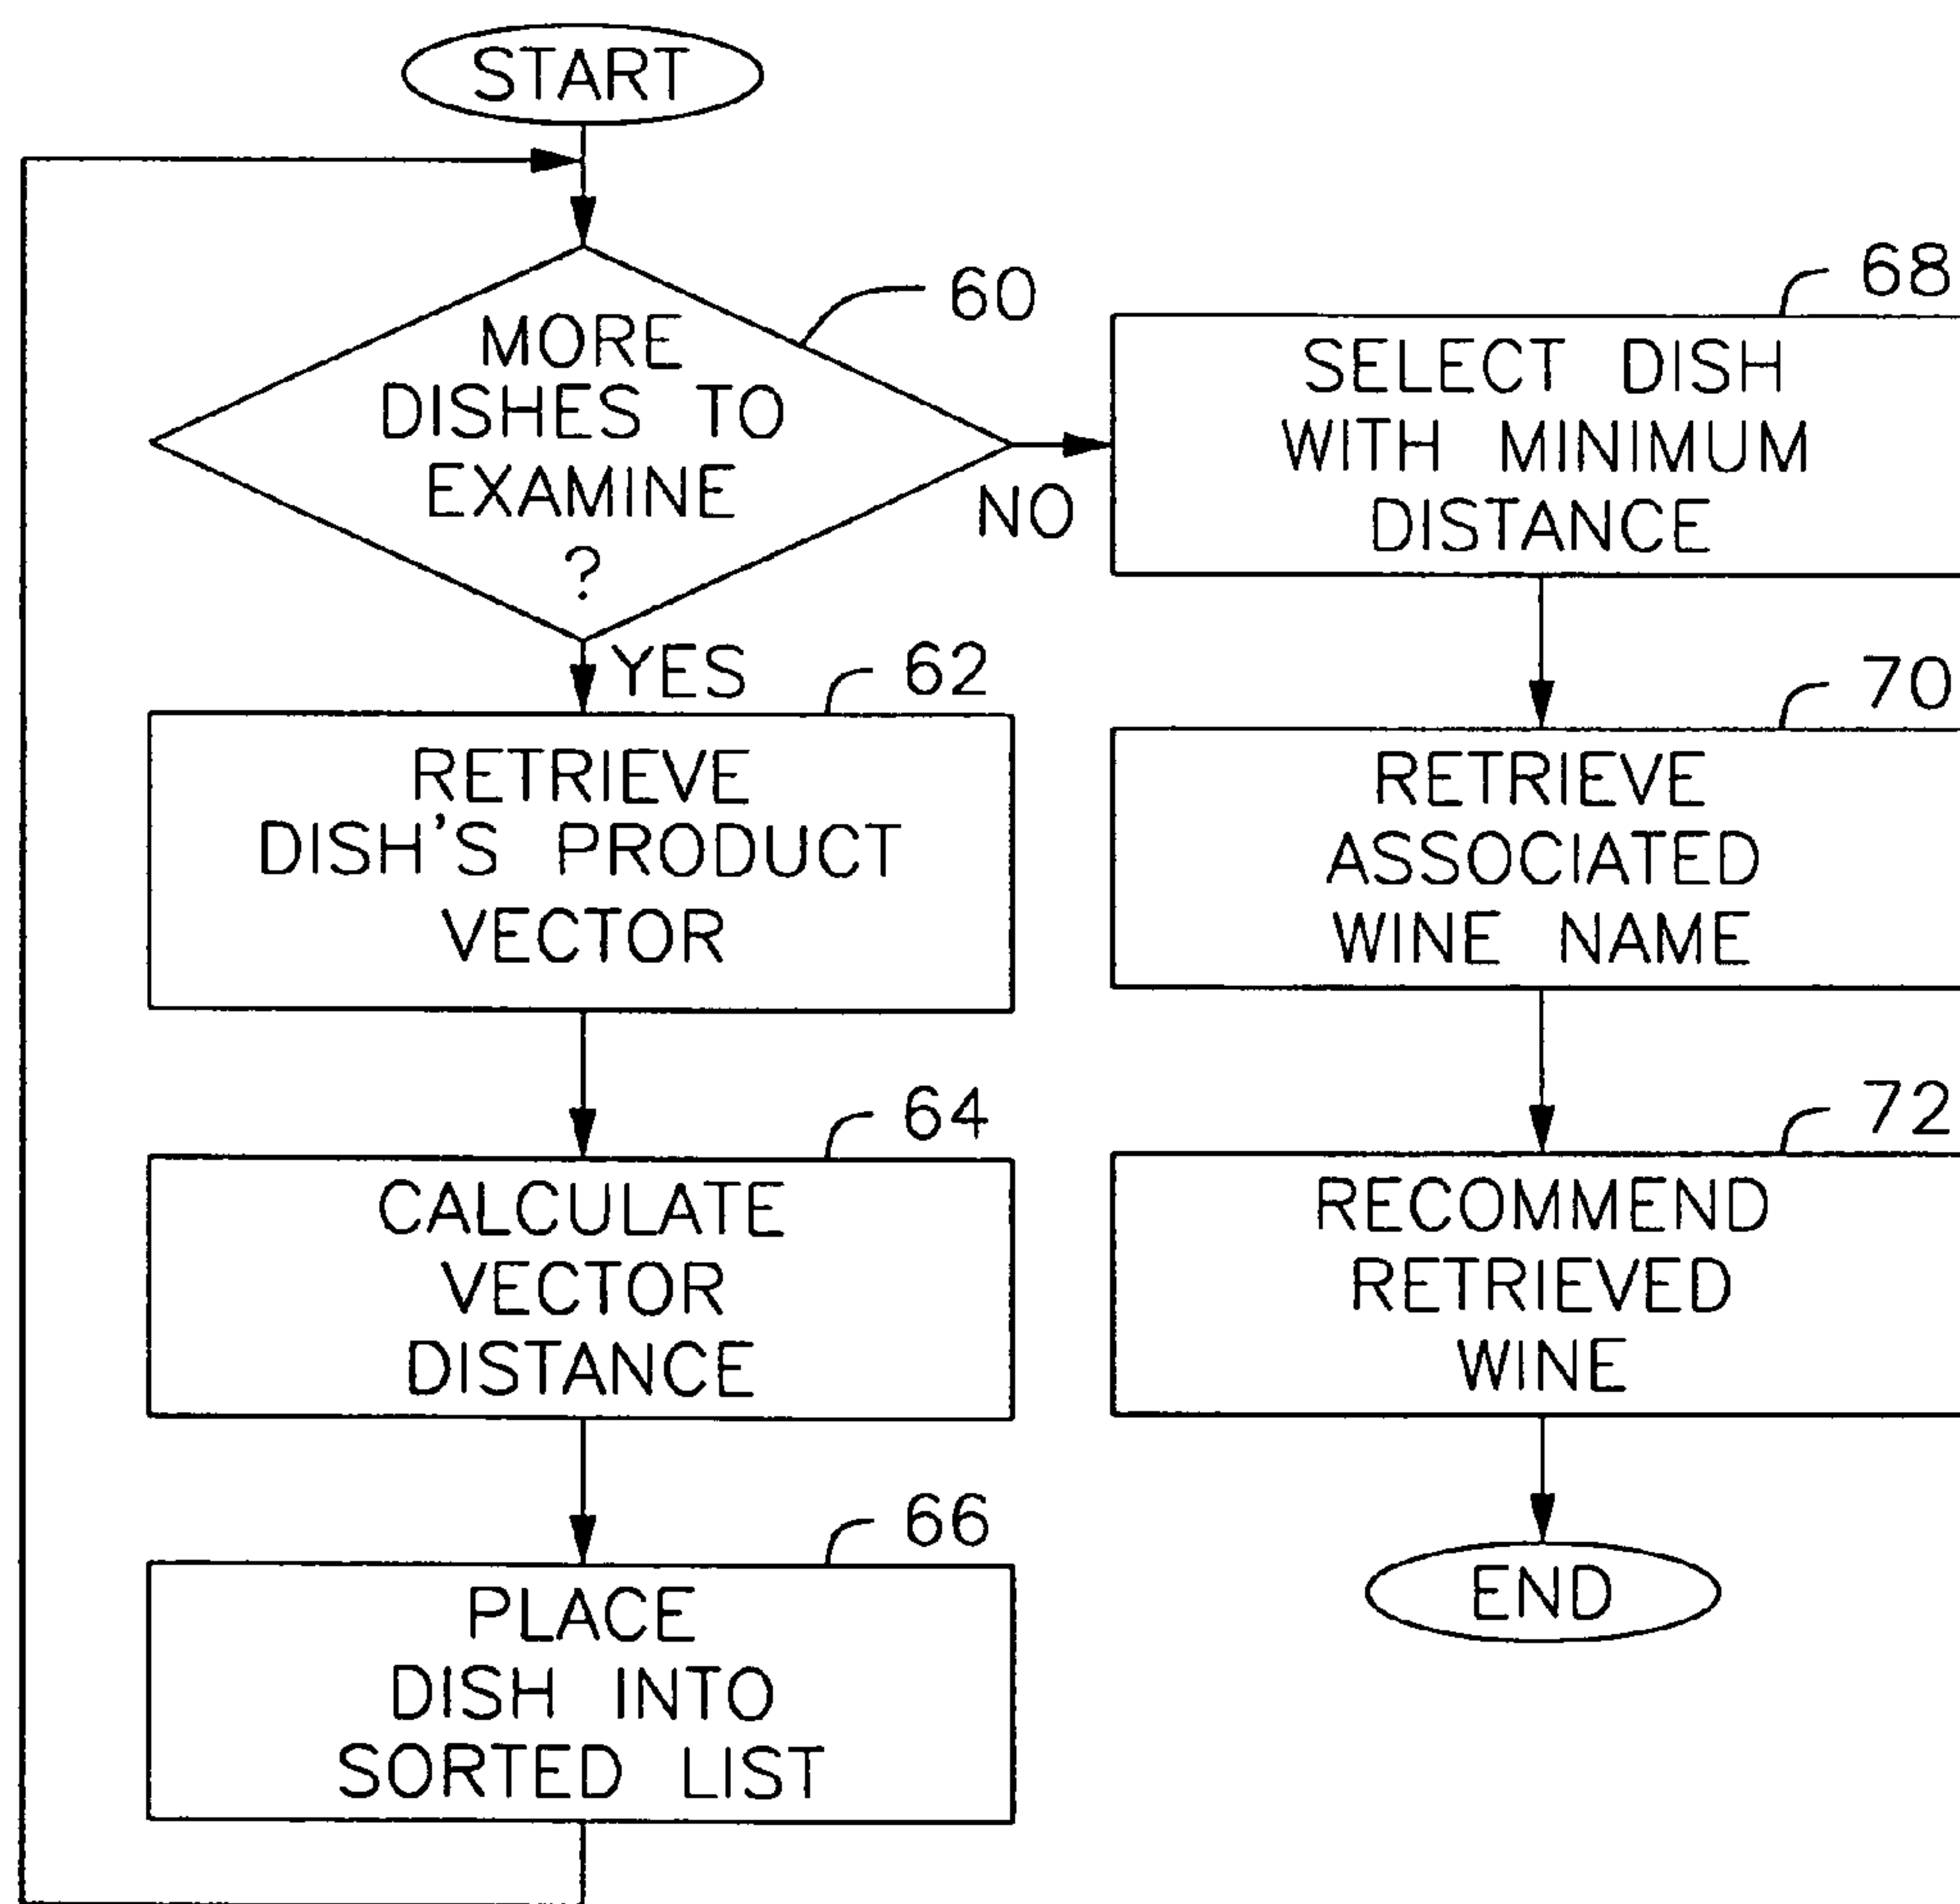 START
60
MORE
DISHES TO
EXAMINE
?
NO
YES
62
RETRIEVE
DISH'S PRODUCT
VECTOR
64
CALCULATE
VECTOR
DISTANCE
66
PLACE
DISH INTO
SORTED LIST
68
SELECT DISH
WITH MINIMUM
DISTANCE
70
RETRIEVE
ASSOCIATED
WINE NAME
72
RECOMMEND
RETRIEVED
WINE
END